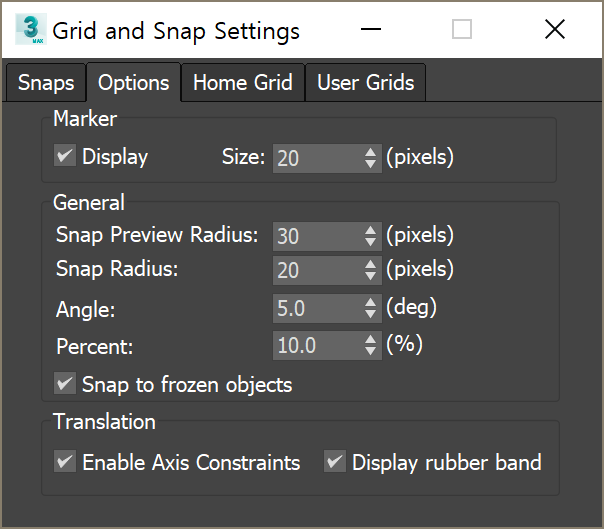 3 MAX Grid and Snap Settings
Snaps Options Home Grid User Grids
Marker
Display Size: 20 (pixels)
General
Snap Preview Radius: 30 (pixels)
Snap Radius: 20 (pixels)
Angle: 5.0 (deg)
Percent: 10.0 (%)
Snap to frozen objects
Translation
Enable Axis Constraints Display rubber band